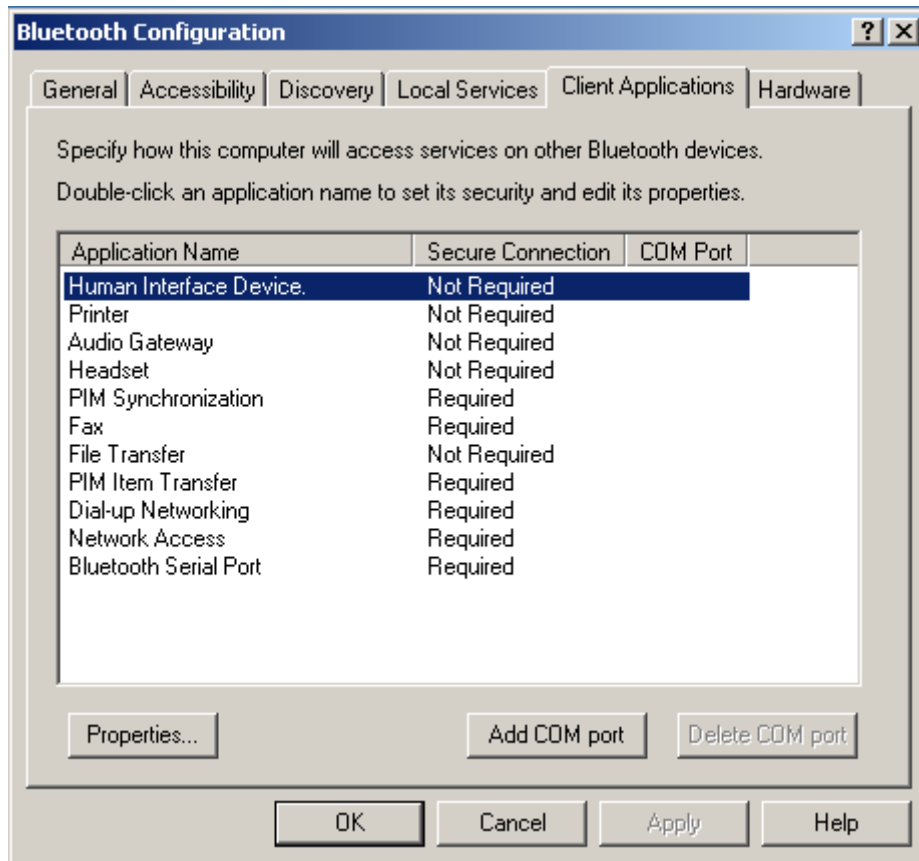 Bluetooth Configuration
General Accessibility Discovery Local Services Client Applications Hardware
Specify how this computer will access services on other Bluetooth devices.
Double-click an application name to set its security and edit its properties.
Application Name Secure Connection COM Port
Human Interface Device. Not Required
Printer Not Required
Audio Gateway Not Required
Headset Not Required
PIM Synchronization Required
Fax Required
File Transfer Not Required
PIM Item Transfer Required
Dial-up Networking Required
Network Access Required
Bluetooth Serial Port Required
Properties... Add COM port Delete COM port
OK Cancel Apply Help